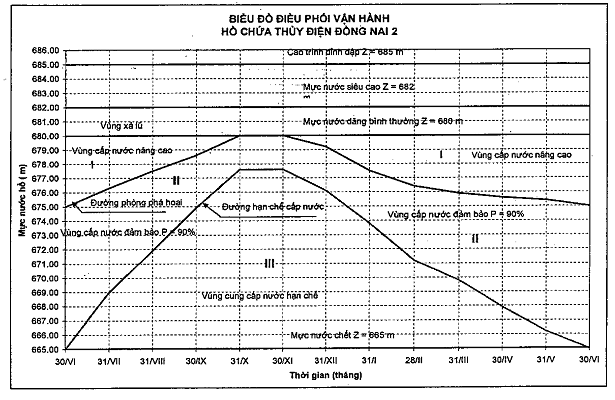 BIỂU ĐỒ ĐIỀU PHỐI VẬN HÀNH
HỒ CHỨA THỦY ĐIỆN ĐỒNG NAI 2
Mực nước hồ ( m)
686.00
685.00
684.00
683.00
682.00
681.00
680.00
679.00
678.00
677.00
676.00
675.00
674.00
673.00
672.00
671.00
670.00
669.00
668.00
667.00
666.00
665.00
Cao trình đỉnh đập Z = 685 m
Mực nước siêu cao Z = 682
m
Mực nước dâng bình thường Z = 680 m
Vùng xả lũ
Vùng cấp nước nâng cao
I
II
I
Vùng cấp nước nâng cao
Đường phòng phá hoại
Đường hạn chế cấp nước
Vùng cấp nước đảm bảo P = 90%
Vùng cấp nước đảm bảo P = 90%
II
III
Vùng cung cấp nước hạn chế
Mực nước chết Z = 665 m
30/VI 31/VII 31/VIII 30/IX 31/X 30/XI 31/XII 31/I 28/II 31/III 30/IV 31/V 30/VI
Thời gian (tháng)